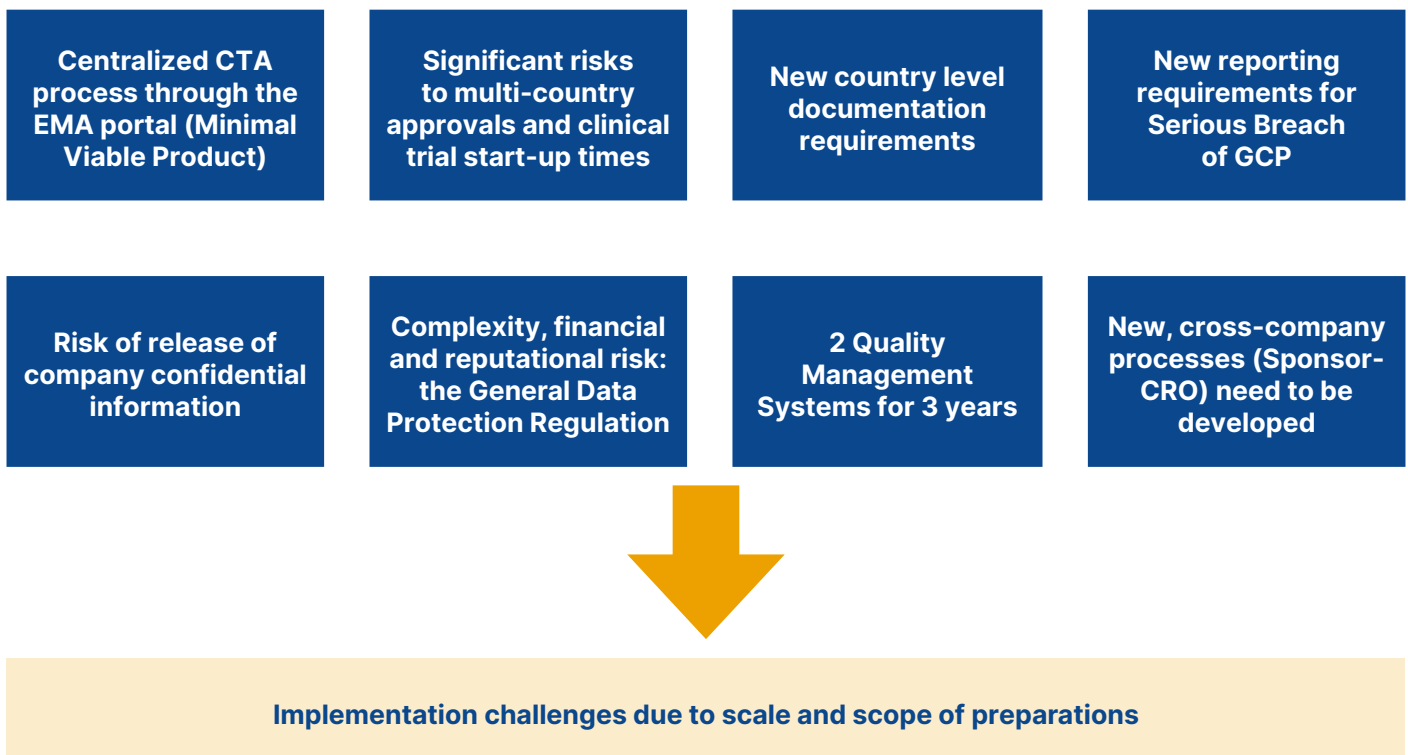 Centralized CTA
process through the
EMA portal (Minimal
Viable Product)
Significant risks
to multi-country
approvals and clinical
trial start-up times
New country level
documentation
requirements
New reporting
requirements for
Serious Breach
of GCP
Risk of release of
company confidential
information
Complexity, financial
and reputational risk:
the General Data
Protection Regulation
2 Quality
Management
Systems for 3 years
New, cross-company
processes (Sponsor-
CRO) need to be
developed
Implementation challenges due to scale and scope of preparations